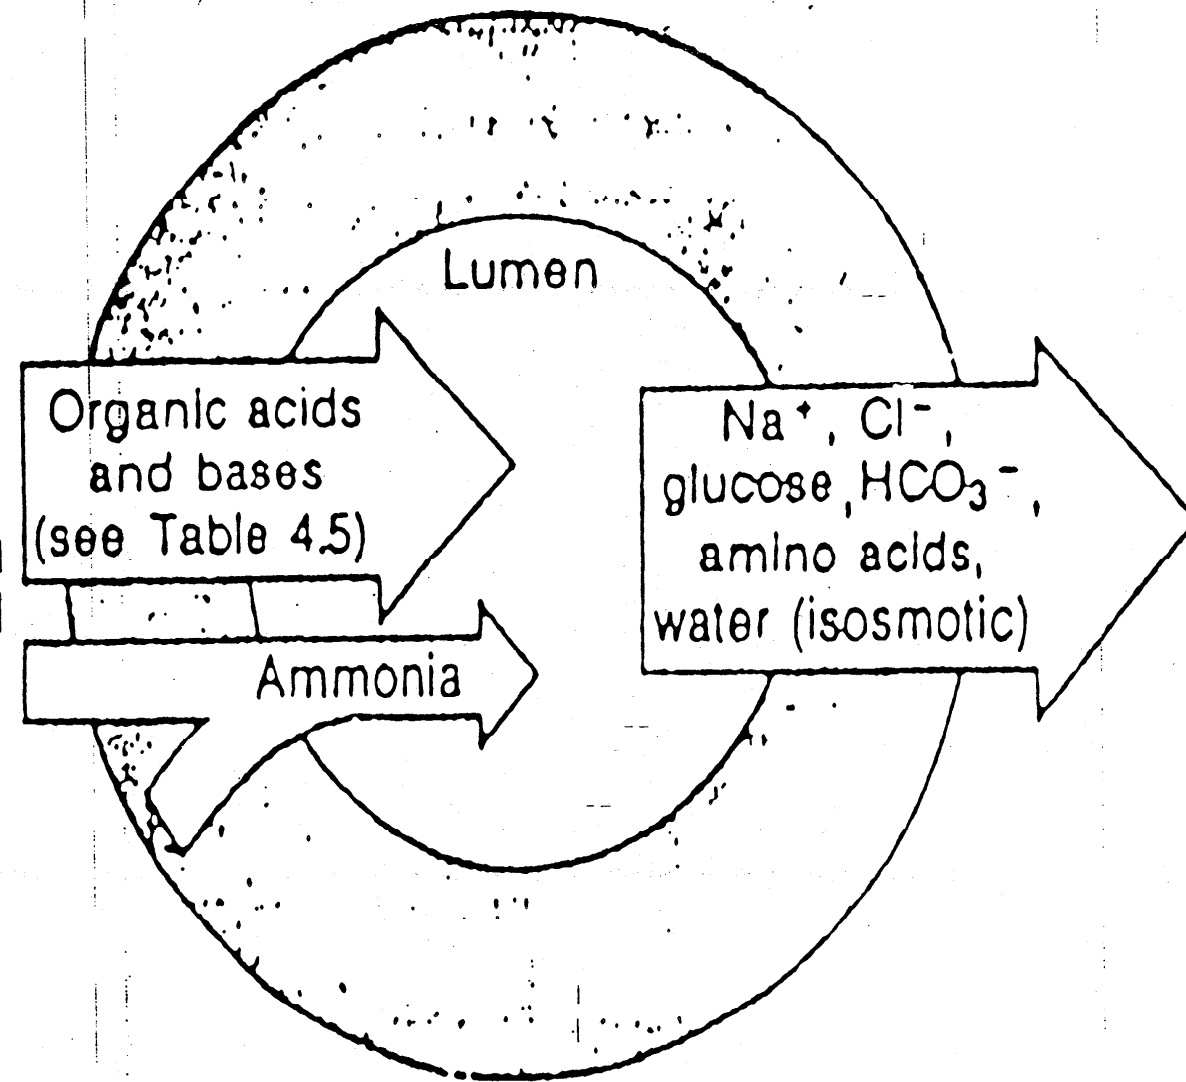 Lumen
Organic acids
and bases
(see Table 4.5)
Na⁺, Cl⁻,
glucose, HCO₃⁻,
amino acids,
water (isosmotic)
Ammonia